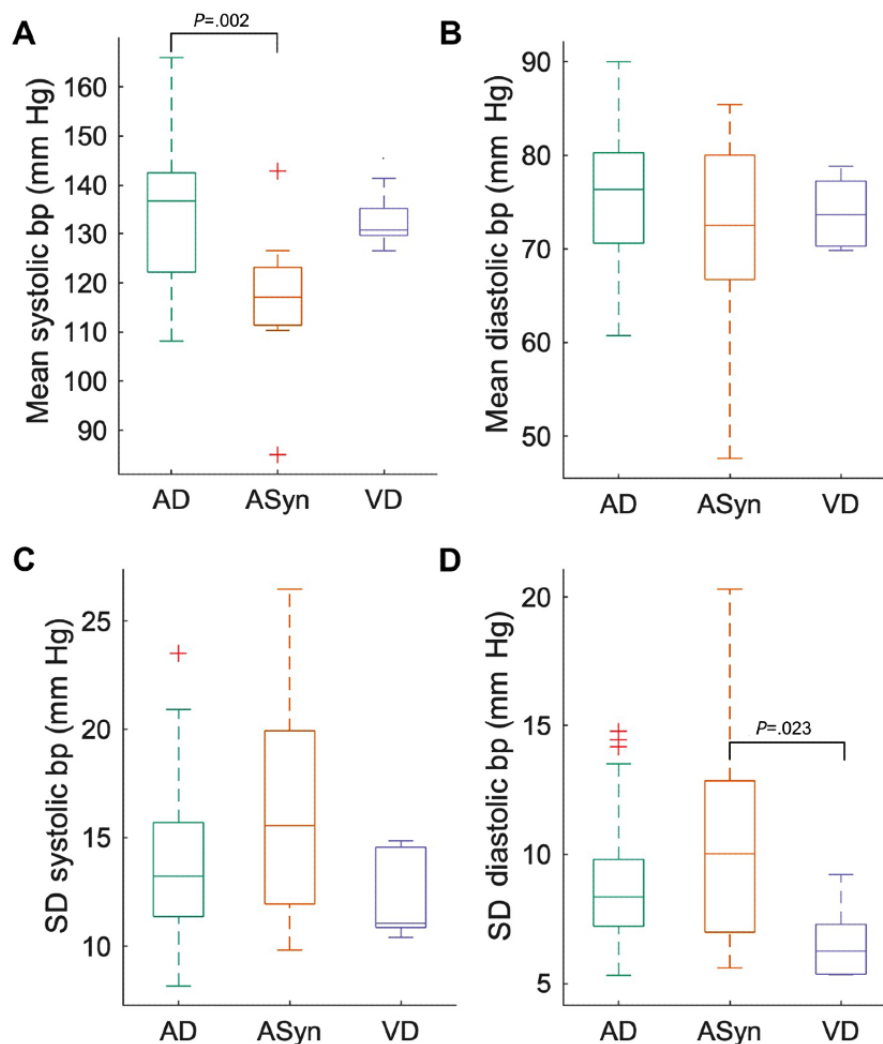 A
P=.002
Mean systolic bp (mm Hg)
160
150
140
130
120
110
100
90
AD ASyn VD
B
Mean diastolic bp (mm Hg)
90
80
70
60
50
AD ASyn VD
C
SD systolic bp (mm Hg)
25
20
15
10
AD ASyn VD
D
P=.023
SD diastolic bp (mm Hg)
20
15
10
5
AD ASyn VD